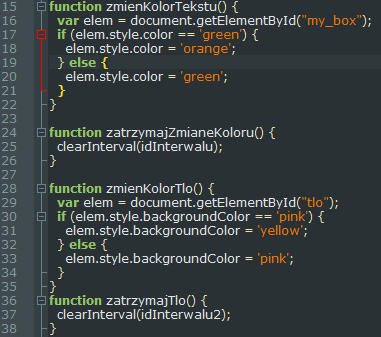 15 function zmienKolorTekstu() {
16 var elem = document.getElementById("my_box");
17 if (elem.style.color == 'green') {
18 elem.style.color = 'orange';
19 } else {
20 elem.style.color = 'green';
21 }
22 }
23
24 function zatrzymajZmianeKoloru() {
25 clearInterval(idInterwalu);
26 }
27
28 function zmienKolorTlo() {
29 var elem = document.getElementById("tlo");
30 if (elem.style.backgroundColor == 'pink') {
31 elem.style.backgroundColor = 'yellow';
32 } else {
33 elem.style.backgroundColor = 'pink';
34 }
35 }
36 function zatrzymajTlo() {
37 clearInterval(idInterwalu2);
38 }